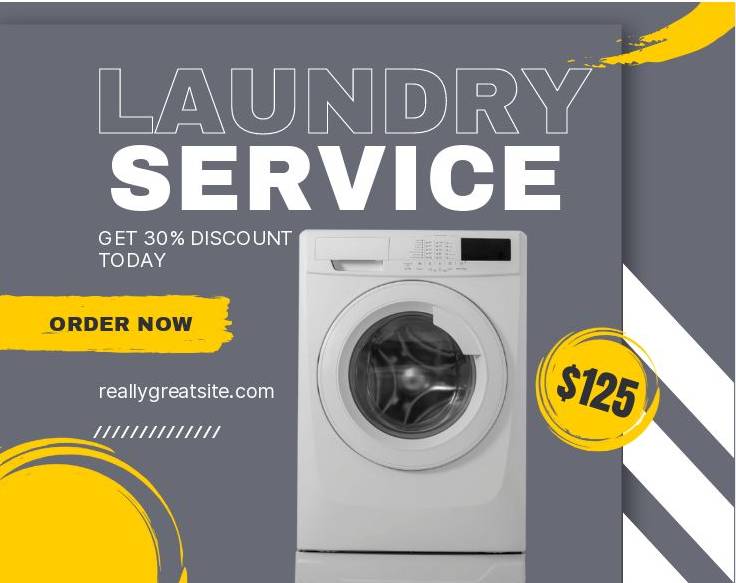 LAUNDRY
SERVICE
GET 30% DISCOUNT
TODAY
ORDER NOW
reallygreatsite.com
//////////////
$125